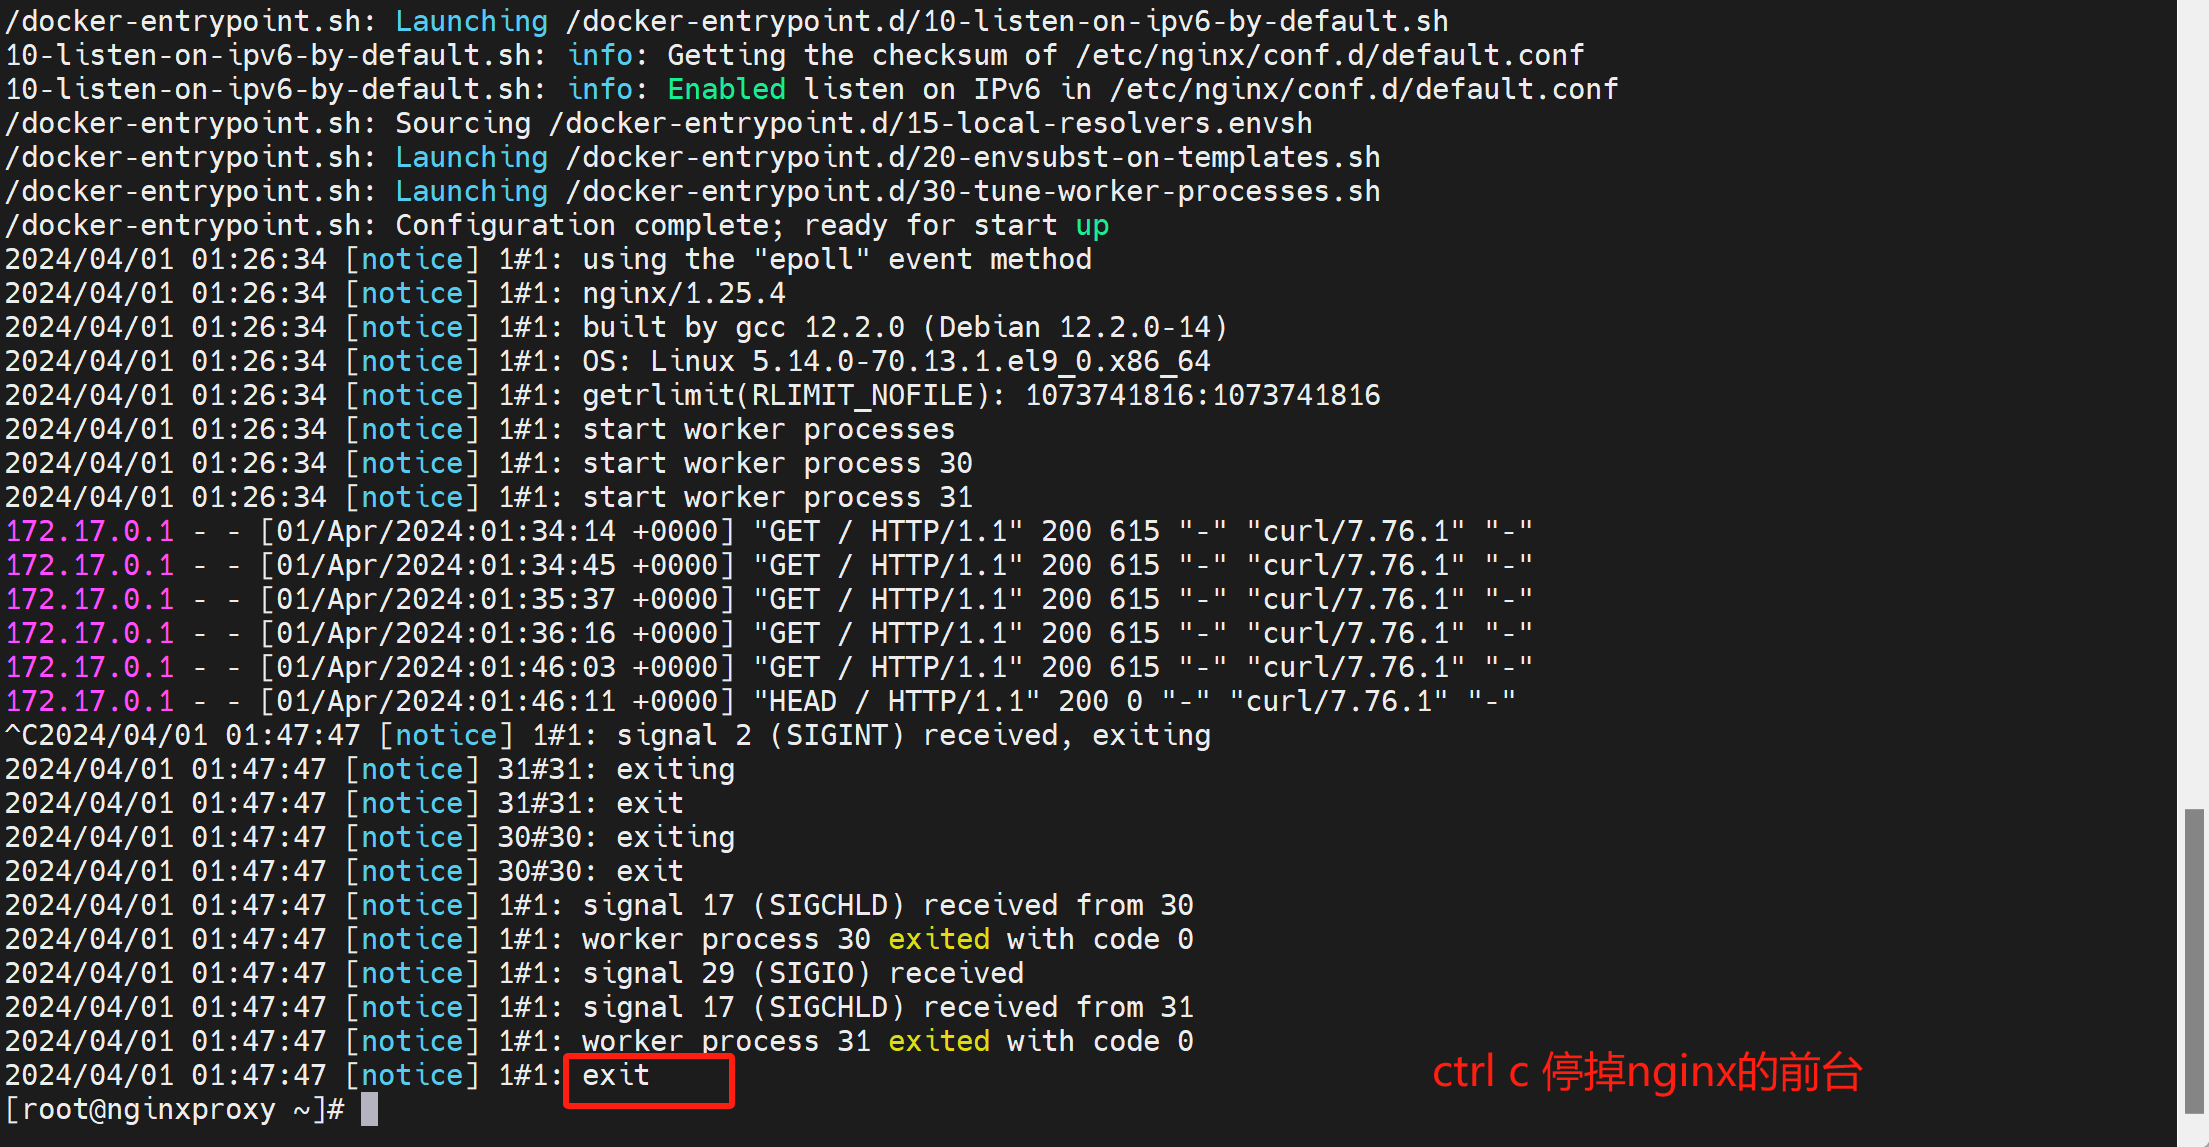 /docker-entrypoint.sh: Launching /docker-entrypoint.d/10-listen-on-ipv6-by-default.sh
10-listen-on-ipv6-by-default.sh: info: Getting the checksum of /etc/nginx/conf.d/default.conf
10-listen-on-ipv6-by-default.sh: info: Enabled listen on IPv6 in /etc/nginx/conf.d/default.conf
/docker-entrypoint.sh: Sourcing /docker-entrypoint.d/15-local-resolvers.envsh
/docker-entrypoint.sh: Launching /docker-entrypoint.d/20-envsubst-on-templates.sh
/docker-entrypoint.sh: Launching /docker-entrypoint.d/30-tune-worker-processes.sh
/docker-entrypoint.sh: Configuration complete; ready for start up
2024/04/01 01:26:34 [notice] 1#1: using the "epoll" event method
2024/04/01 01:26:34 [notice] 1#1: nginx/1.25.4
2024/04/01 01:26:34 [notice] 1#1: built by gcc 12.2.0 (Debian 12.2.0-14)
2024/04/01 01:26:34 [notice] 1#1: OS: Linux 5.14.0-70.13.1.el9_0.x86_64
2024/04/01 01:26:34 [notice] 1#1: getrlimit(RLIMIT_NOFILE): 1073741816:1073741816
2024/04/01 01:26:34 [notice] 1#1: start worker processes
2024/04/01 01:26:34 [notice] 1#1: start worker process 30
2024/04/01 01:26:34 [notice] 1#1: start worker process 31
172.17.0.1 - - [01/Apr/2024:01:34:14 +0000] "GET / HTTP/1.1" 200 615 "-" "curl/7.76.1" "-"
172.17.0.1 - - [01/Apr/2024:01:34:45 +0000] "GET / HTTP/1.1" 200 615 "-" "curl/7.76.1" "-"
172.17.0.1 - - [01/Apr/2024:01:35:37 +0000] "GET / HTTP/1.1" 200 615 "-" "curl/7.76.1" "-"
172.17.0.1 - - [01/Apr/2024:01:36:16 +0000] "GET / HTTP/1.1" 200 615 "-" "curl/7.76.1" "-"
172.17.0.1 - - [01/Apr/2024:01:46:03 +0000] "GET / HTTP/1.1" 200 615 "-" "curl/7.76.1" "-"
172.17.0.1 - - [01/Apr/2024:01:46:11 +0000] "HEAD / HTTP/1.1" 200 0 "-" "curl/7.76.1" "-"
^C2024/04/01 01:47:47 [notice] 1#1: signal 2 (SIGINT) received, exiting
2024/04/01 01:47:47 [notice] 31#31: exiting
2024/04/01 01:47:47 [notice] 31#31: exit
2024/04/01 01:47:47 [notice] 30#30: exiting
2024/04/01 01:47:47 [notice] 30#30: exit
2024/04/01 01:47:47 [notice] 1#1: signal 17 (SIGCHLD) received from 30
2024/04/01 01:47:47 [notice] 1#1: worker process 30 exited with code 0
2024/04/01 01:47:47 [notice] 1#1: signal 29 (SIGIO) received
2024/04/01 01:47:47 [notice] 1#1: signal 17 (SIGCHLD) received from 31
2024/04/01 01:47:47 [notice] 1#1: worker process 31 exited with code 0
2024/04/01 01:47:47 [notice] 1#1: exit
ctrl c 停掉nginx的前台
[root@nginxproxy ~]#